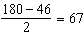 (180 − 46) / 2 = 67